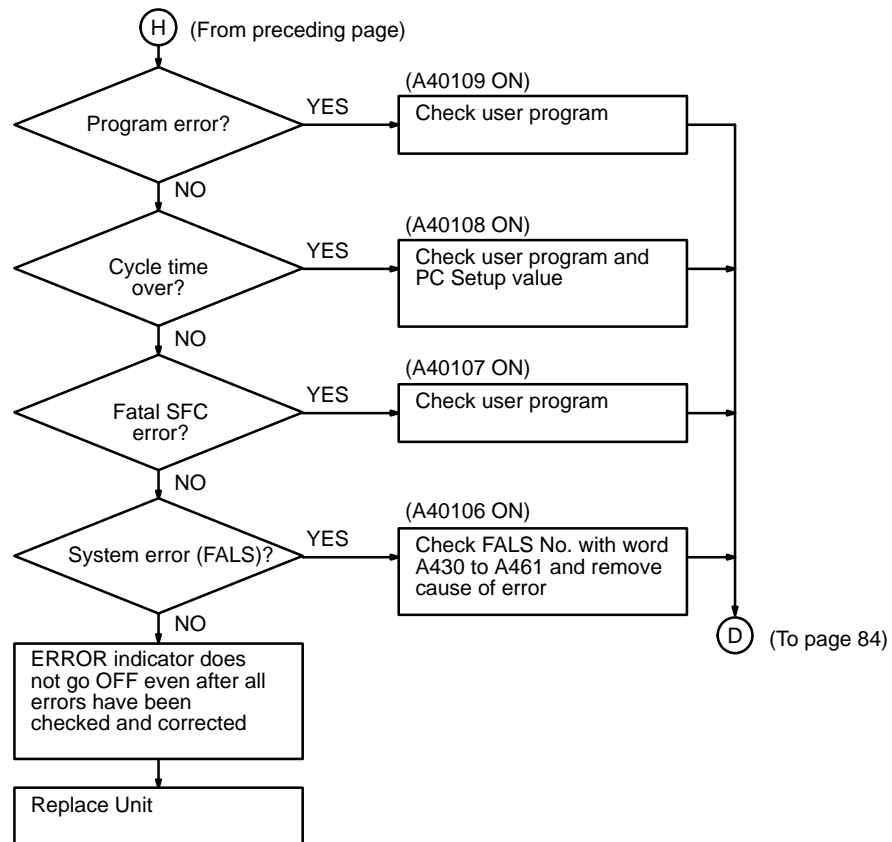 H (From preceding page)
(A40109 ON)
Program error?
YES
Check user program
NO
(A40108 ON)
Cycle time
over?
YES
Check user program and
PC Setup value
NO
(A40107 ON)
Fatal SFC
error?
YES
Check user program
NO
(A40106 ON)
System error (FALS)?
YES
Check FALS No. with word
A430 to A461 and remove
cause of error
NO
D (To page 84)
ERROR indicator does
not go OFF even after all
errors have been
checked and corrected
Replace Unit